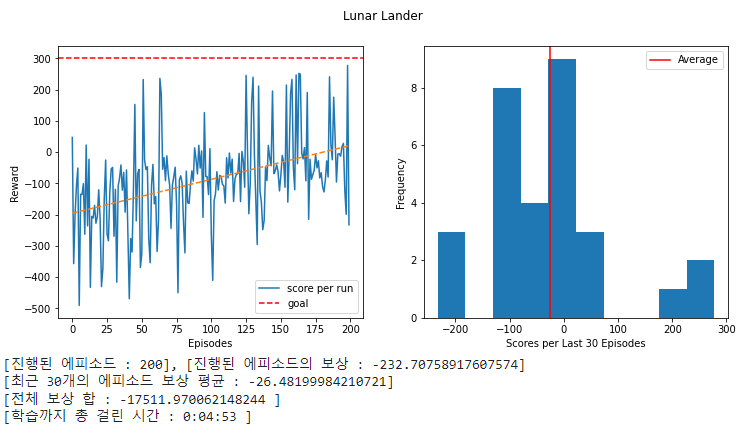 Lunar Lander
300
200
100
0
−100
−200
−300
−400
−500
Reward
0
25
50
75
100
125
150
175
200
Episodes
score per run
goal
8
6
4
2
0
Frequency
−200
−100
0
100
200
300
Scores per Last 30 Episodes
Average
[진행된 에피소드 : 200], [진행된 에피소드의 보상 : -232.70758917607574]
[최근 30개의 에피소드 보상 평균 : -26.48199984210721]
[전체 보상 합 : -17511.970062148244 ]
[학습까지 총 걸린 시간 : 0:04:53 ]